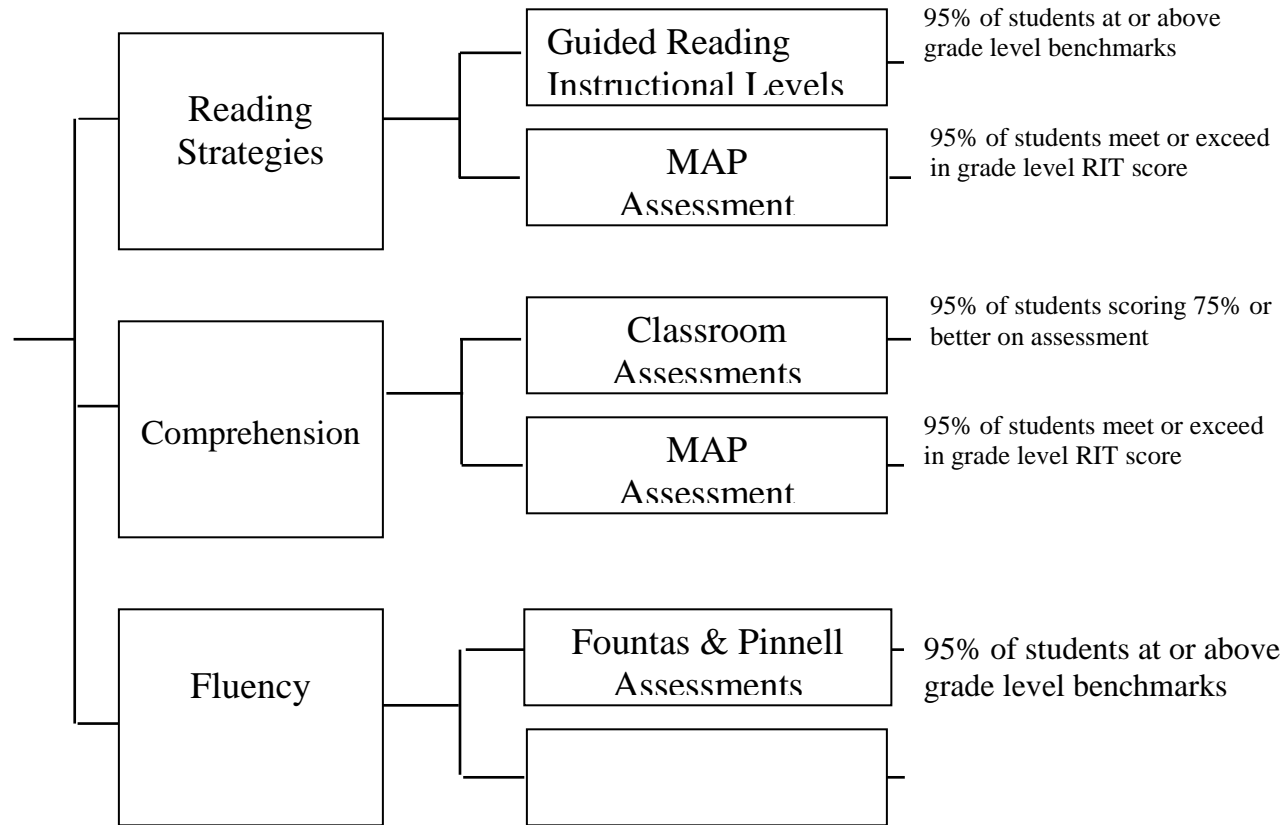 Reading
Strategies
Guided Reading
Instructional Levels
95% of students at or above
grade level benchmarks
MAP
Assessment
95% of students meet or exceed
in grade level RIT score
Comprehension
Classroom
Assessments
95% of students scoring 75% or
better on assessment
MAP
Assessment
95% of students meet or exceed
in grade level RIT score
Fluency
Fountas & Pinnell
Assessments
95% of students at or above
grade level benchmarks